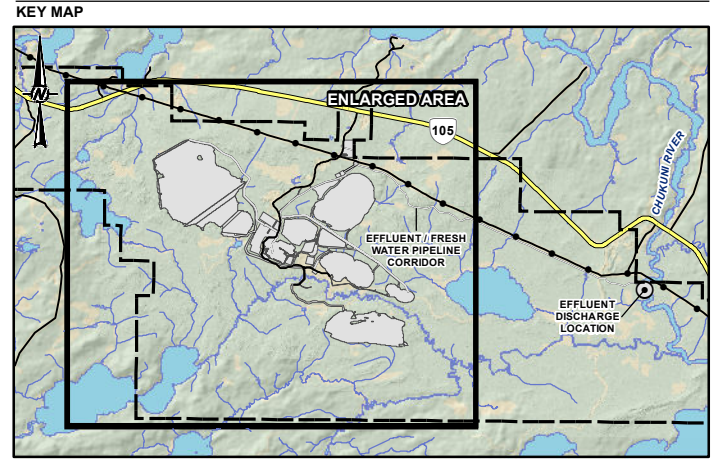 KEY MAP
N
ENLARGED AREA
105
CHUKUNI RIVER
EFFLUENT / FRESH
WATER PIPELINE
CORRIDOR
EFFLUENT
DISCHARGE
LOCATION